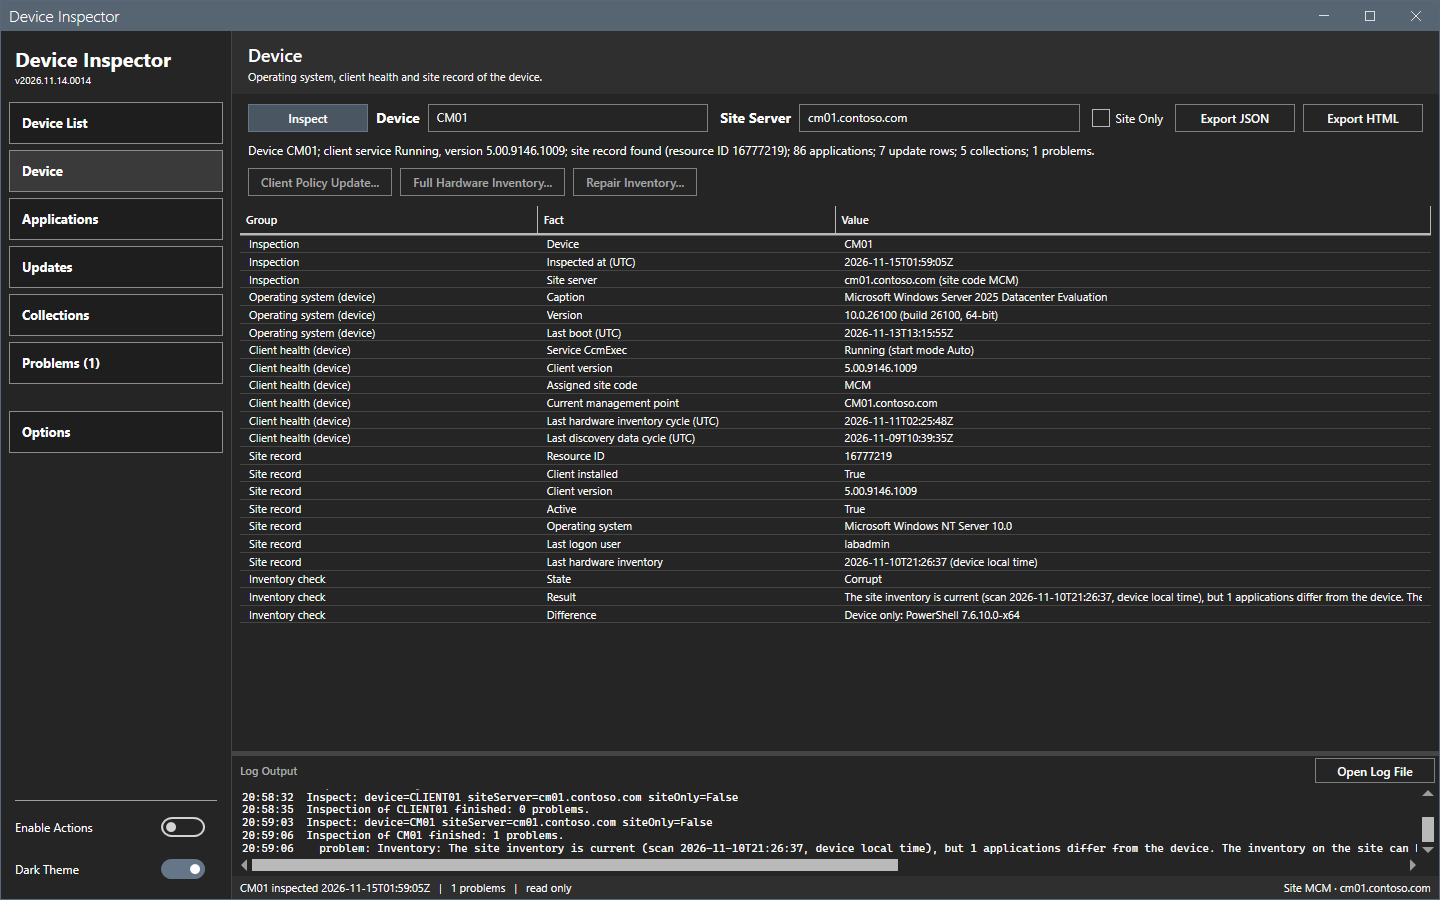 Device Inspector
Device Inspector
v2026.11.14.0014
Device List
Device
Applications
Updates
Collections
Problems (1)
Options
Enable Actions
Dark Theme
Device
Operating system, client health and site record of the device.
Inspect Device CM01 Site Server cm01.contoso.com Site Only Export JSON Export HTML
Device CM01; client service Running, version 5.00.9146.1009; site record found (resource ID 16777219); 86 applications; 7 update rows; 5 collections; 1 problems.
Client Policy Update... Full Hardware Inventory... Repair Inventory...
Group Fact Value
Inspection Device CM01
Inspection Inspected at (UTC) 2026-11-15T01:59:05Z
Inspection Site server cm01.contoso.com (site code MCM)
Operating system (device) Caption Microsoft Windows Server 2025 Datacenter Evaluation
Operating system (device) Version 10.0.26100 (build 26100, 64-bit)
Operating system (device) Last boot (UTC) 2026-11-13T13:15:55Z
Client health (device) Service CcmExec Running (start mode Auto)
Client health (device) Client version 5.00.9146.1009
Client health (device) Assigned site code MCM
Client health (device) Current management point CM01.contoso.com
Client health (device) Last hardware inventory cycle (UTC) 2026-11-11T02:25:48Z
Client health (device) Last discovery data cycle (UTC) 2026-11-09T10:39:35Z
Site record Resource ID 16777219
Site record Client installed True
Site record Client version 5.00.9146.1009
Site record Active True
Site record Operating system Microsoft Windows NT Server 10.0
Site record Last logon user labadmin
Site record Last hardware inventory 2026-11-10T21:26:37 (device local time)
Inventory check State Corrupt
Inventory check Result The site inventory is current (scan 2026-11-10T21:26:37, device local time), but 1 applications differ from the device. The
Inventory check Difference Device only: PowerShell 7.6.10.0-x64
Log Output Open Log File
20:58:32 Inspect: device=CLIENT01 siteServer=cm01.contoso.com siteOnly=False
20:58:35 Inspection of CLIENT01 finished: 0 problems.
20:59:03 Inspect: device=CM01 siteServer=cm01.contoso.com siteOnly=False
20:59:06 Inspection of CM01 finished: 1 problems.
20:59:06 problem: Inventory: The site inventory is current (scan 2026-11-10T21:26:37, device local time), but 1 applications differ from the device. The inventory on the site can
CM01 inspected 2026-11-15T01:59:05Z | 1 problems | read only Site MCM · cm01.contoso.com